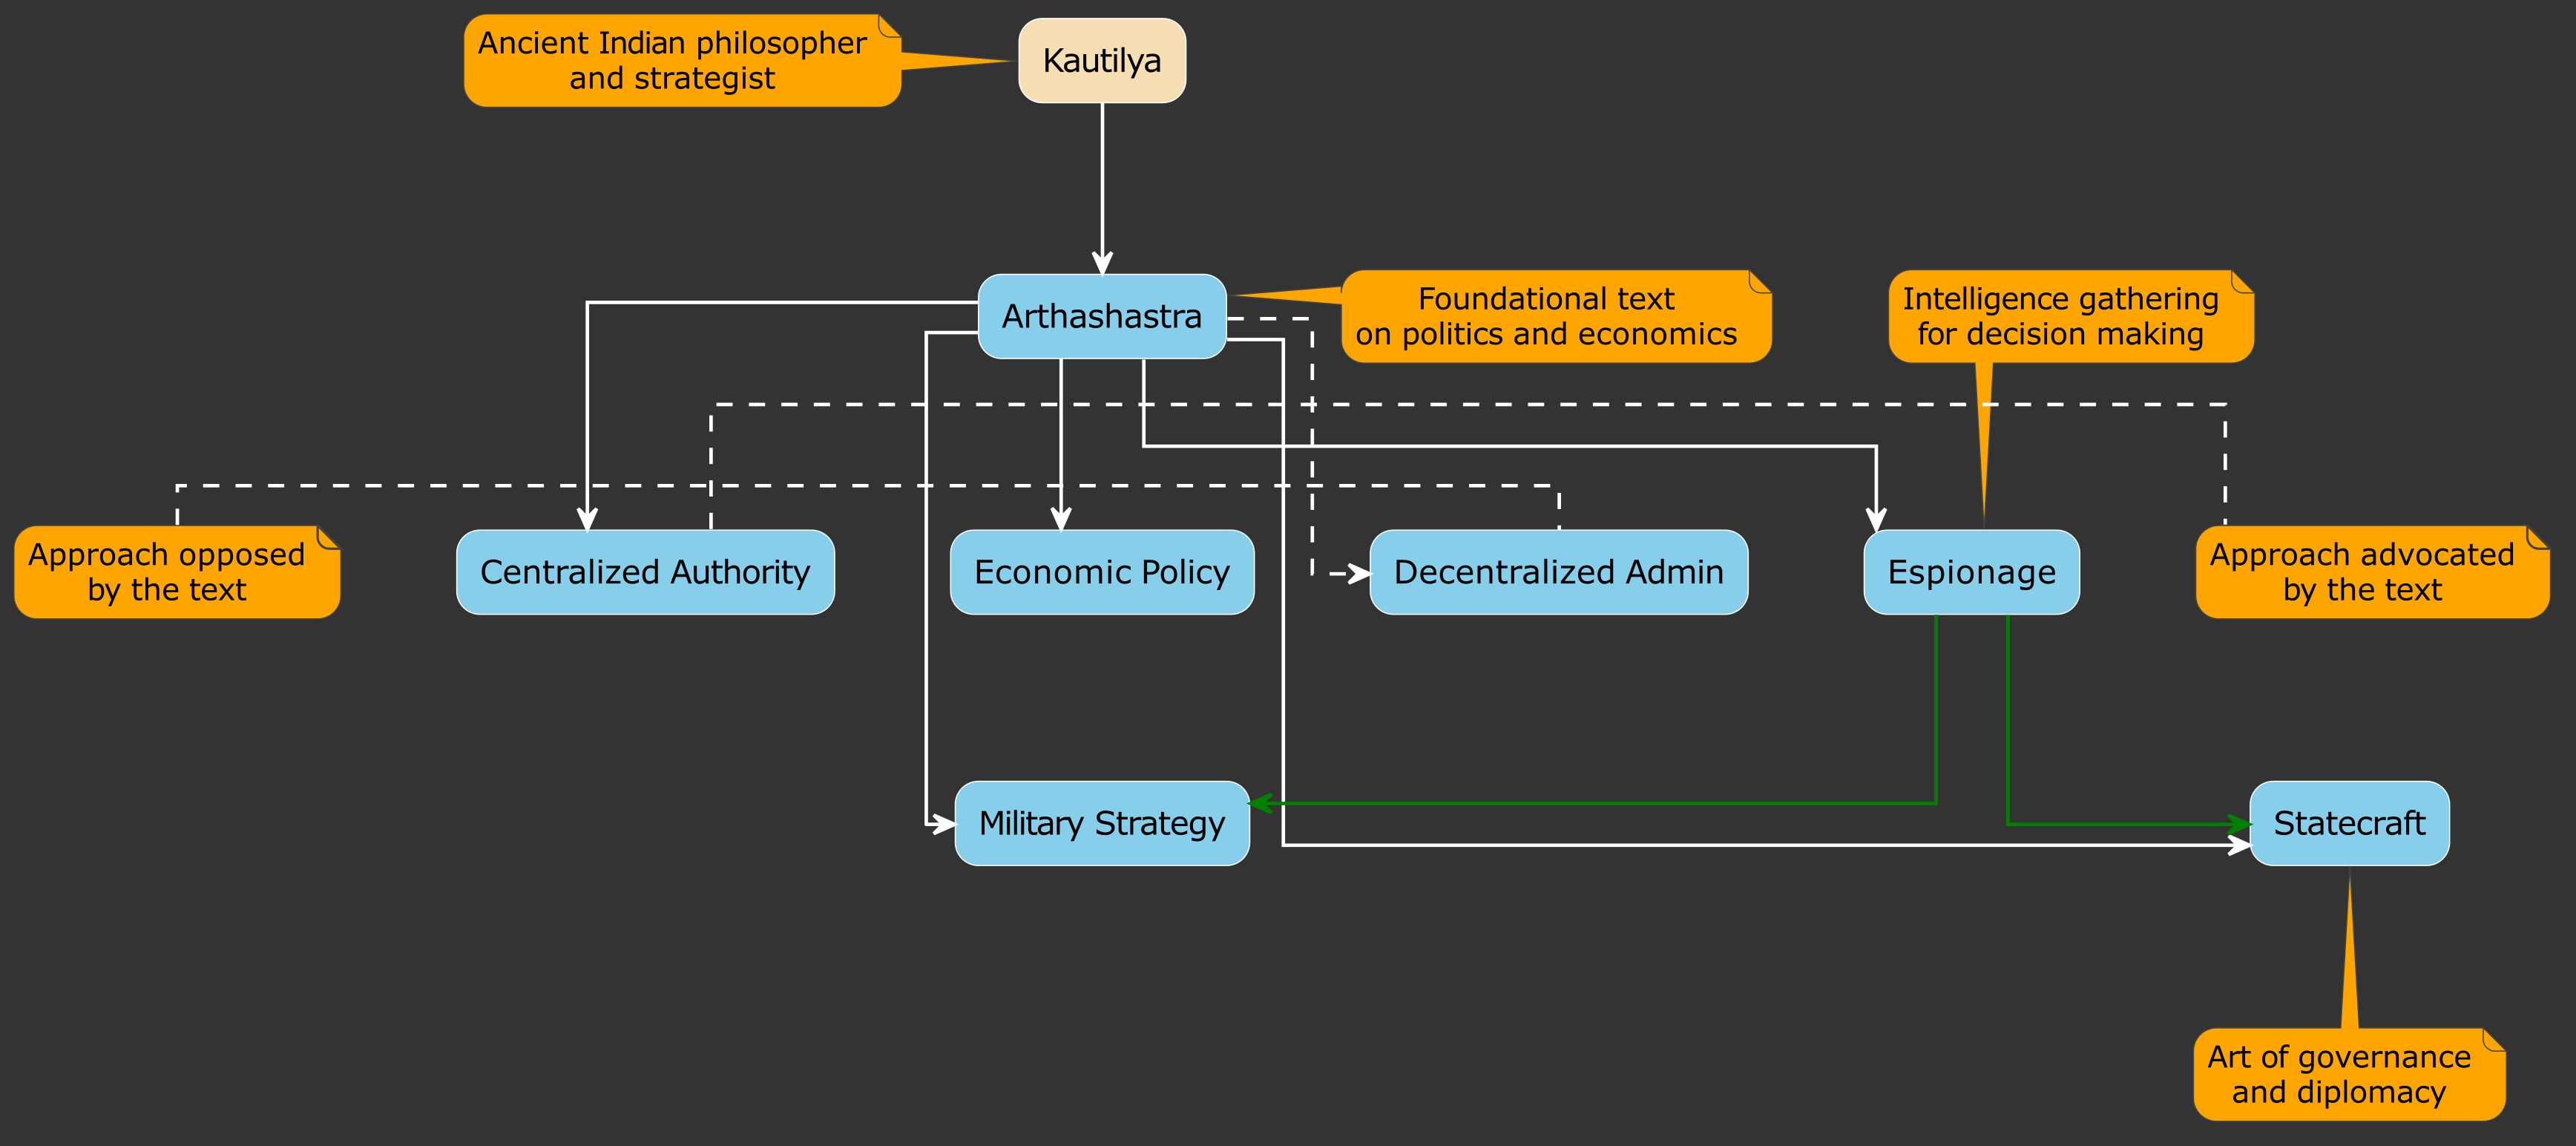 Ancient Indian philosopher
and strategist
Kautilya
Arthashastra
Foundational text
on politics and economics
Intelligence gathering
for decision making
Approach opposed
by the text
Centralized Authority
Economic Policy
Decentralized Admin
Espionage
Approach advocated
by the text
Military Strategy
Statecraft
Art of governance
and diplomacy